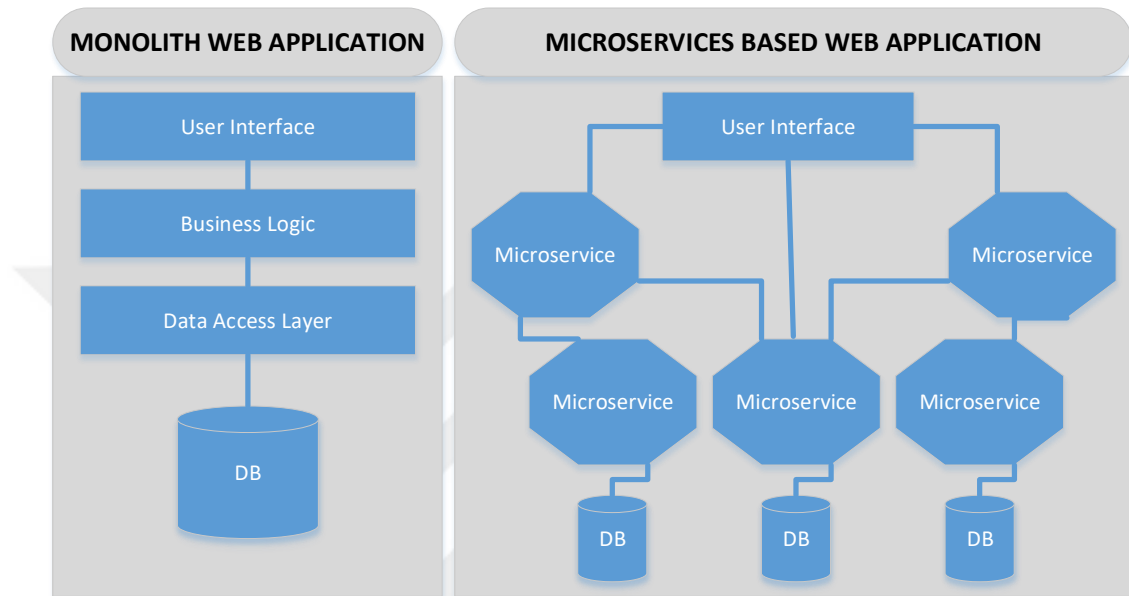 MONOLITH WEB APPLICATION
User Interface
Business Logic
Data Access Layer
DB
MICROSERVICES BASED WEB APPLICATION
User Interface
Microservice
Microservice
Microservice
Microservice
Microservice
DB
DB
DB